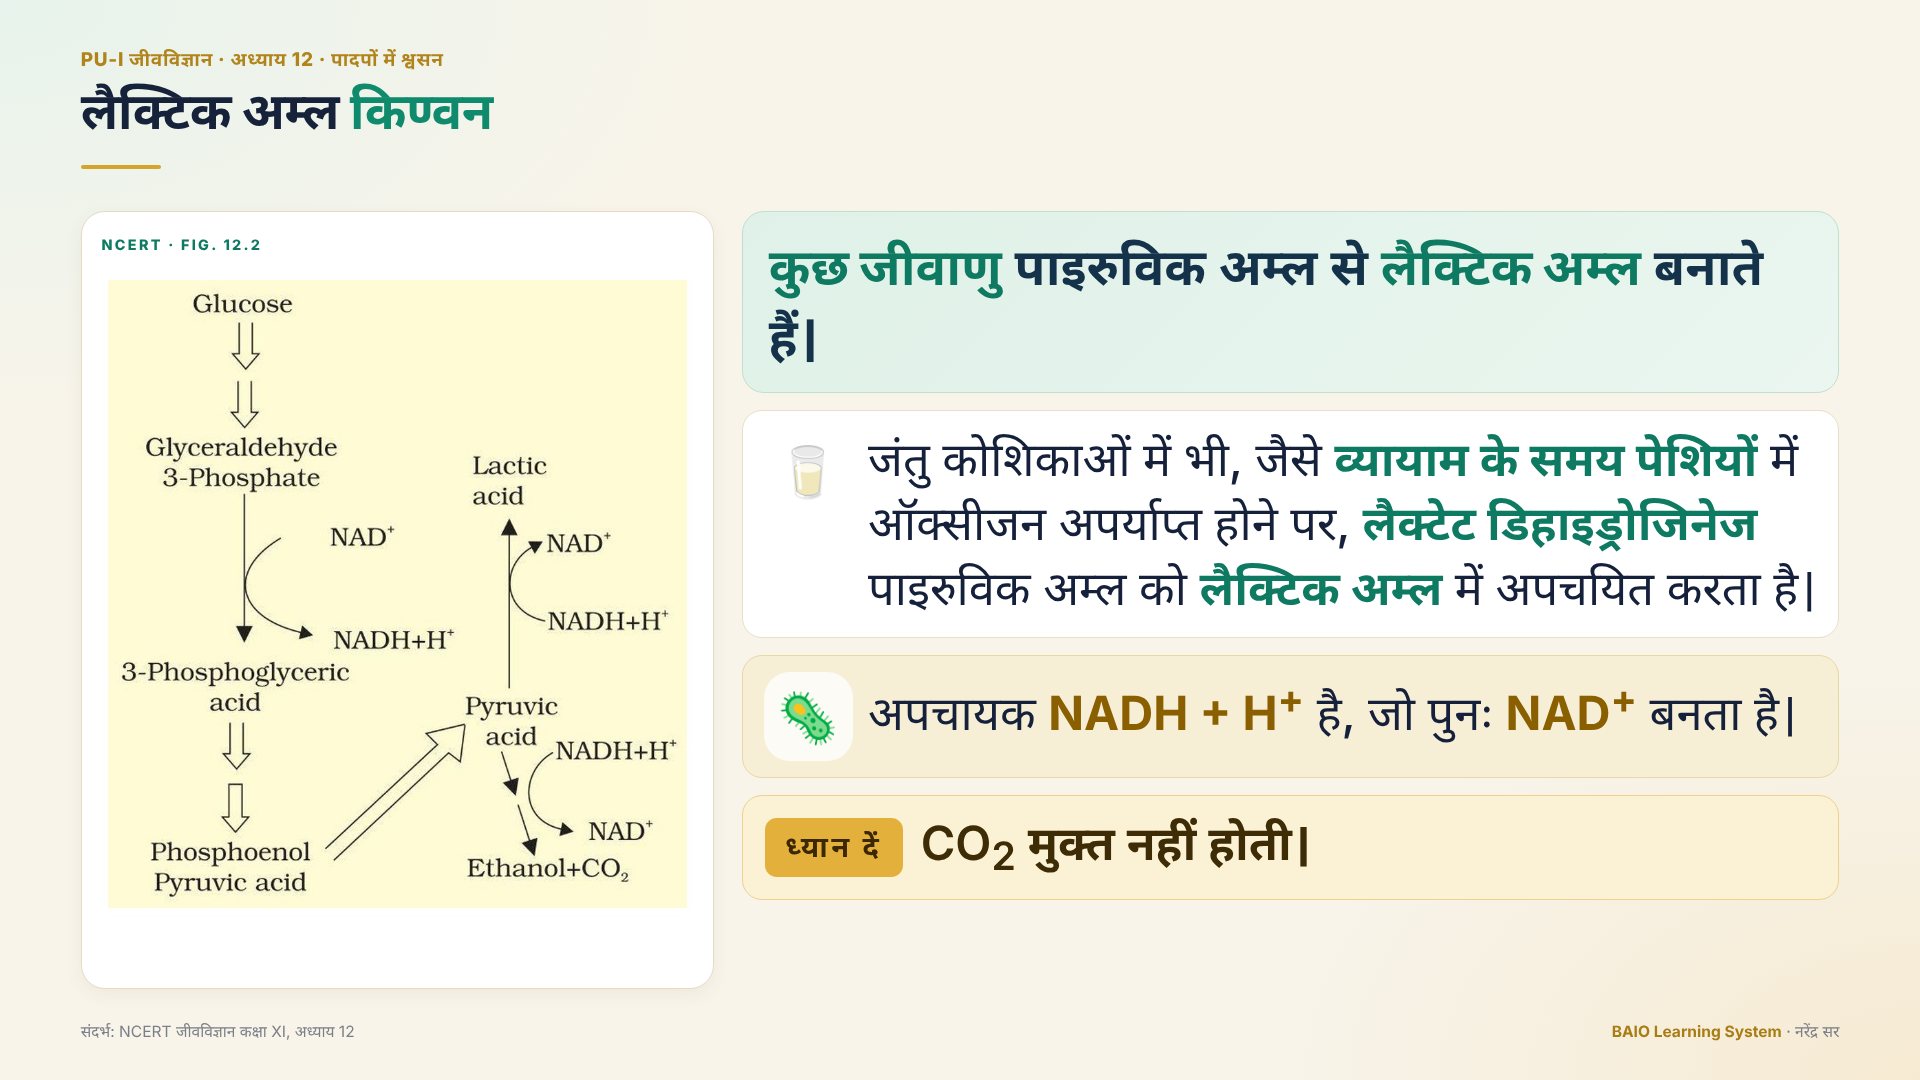 PU-I जीवविज्ञान · अध्याय 12 · पादपों में श्वसन
लैक्टिक अम्ल किण्वन
NCERT · FIG. 12.2
Glucose
Glyceraldehyde
3-Phosphate
NAD⁺
NADH+H⁺
3-Phosphoglyceric
acid
Phosphoenol
Pyruvic acid
Lactic
acid
NAD⁺
NADH+H⁺
Pyruvic
acid
NADH+H⁺
NAD⁺
Ethanol+CO₂
कुछ जीवाणु पाइरुविक अम्ल से लैक्टिक अम्ल बनाते
हैं|
जंतु कोशिकाओं में भी, जैसे व्यायाम के समय पेशियों में
ऑक्सीजन अपर्याप्त होने पर, लैक्टेट डिहाइड्रोजिनेज
पाइरुविक अम्ल को लैक्टिक अम्ल में अपचयित करता है|
अपचायक NADH + H⁺ है, जो पुनः NAD⁺ बनता है|
ध्यान दें CO₂ मुक्त नहीं होती|
संदर्भ: NCERT जीवविज्ञान कक्षा XI, अध्याय 12
BAIO Learning System · नरेंद्र सर